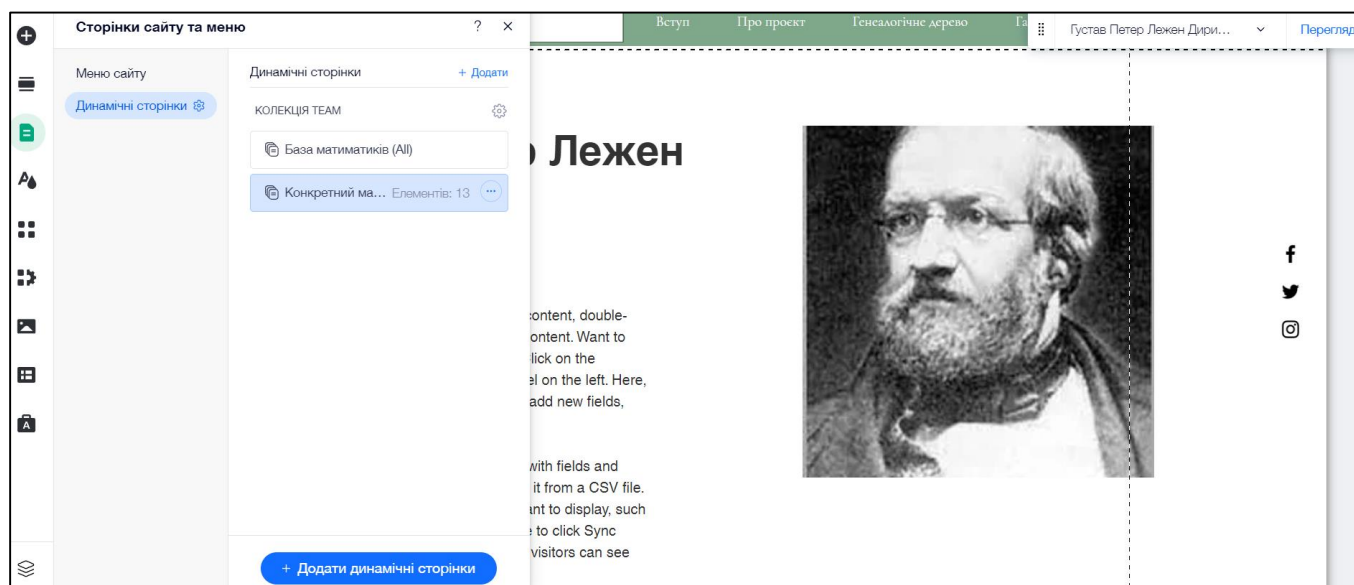 Сторінки сайту та меню ? ×
Меню сайту
Динамічні сторінки
Динамічні сторінки + Додати
КОЛЕКЦІЯ TEAM
База матиматиків (All)
Конкретний ма... Елементів: 13 ...
+ Додати динамічні сторінки
Вступ Про проєкт Генеалогічне дерево Га
Густав Петер Лежен Дири... Перегляд
Лежен
content, double-
ontent. Want to
lick on the
el on the left. Here,
add new fields,
with fields and
it from a CSV file.
ant to display, such
to click Sync
visitors can see